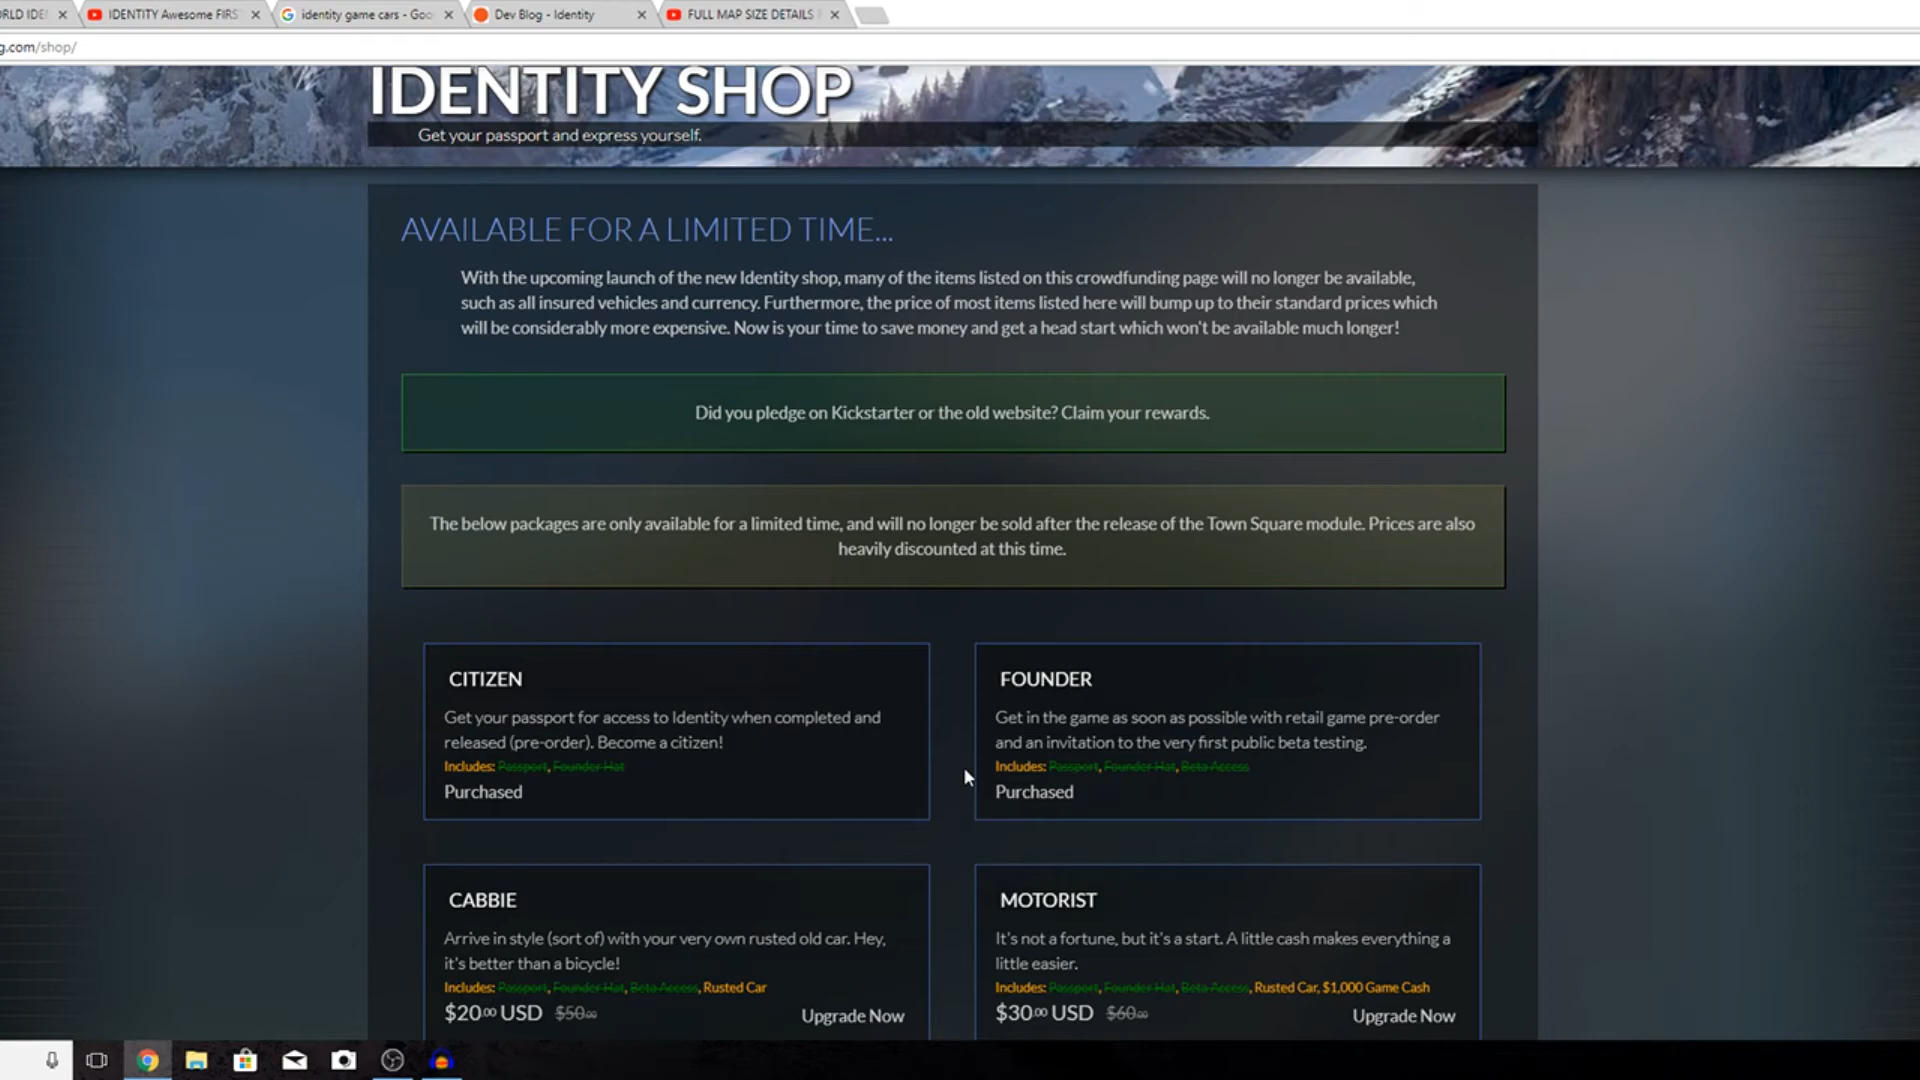 ORLD IDE
IDENTITY Awesome FIRS
identity game cars - Goo
Dev Blog - Identity
FULL MAP SIZE DETAILS
g.com/shop/
IDENTITY SHOP
Get your passport and express yourself.
AVAILABLE FOR A LIMITED TIME...
With the upcoming launch of the new Identity shop, many of the items listed on this crowdfunding page will no longer be available,
such as all insured vehicles and currency. Furthermore, the price of most items listed here will bump up to their standard prices which
will be considerably more expensive. Now is your time to save money and get a head start which won't be available much longer!
Did you pledge on Kickstarter or the old website? Claim your rewards.
The below packages are only available for a limited time, and will no longer be sold after the release of the Town Square module. Prices are also
heavily discounted at this time.
CITIZEN
Get your passport for access to Identity when completed and
released (pre-order). Become a citizen!
Includes: Passport, Founder Hat
Purchased
FOUNDER
Get in the game as soon as possible with retail game pre-order
and an invitation to the very first public beta testing.
Includes: Passport, Founder Hat, Beta Access
Purchased
CABBIE
Arrive in style (sort of) with your very own rusted old car. Hey,
it's better than a bicycle!
Includes: Passport, Founder Hat, Beta Access, Rusted Car
$20.00 USD $50.00
Upgrade Now
MOTORIST
It's not a fortune, but it's a start. A little cash makes everything a
little easier.
Includes: Passport, Founder Hat, Beta Access, Rusted Car, $1,000 Game Cash
$30.00 USD $60.00
Upgrade Now